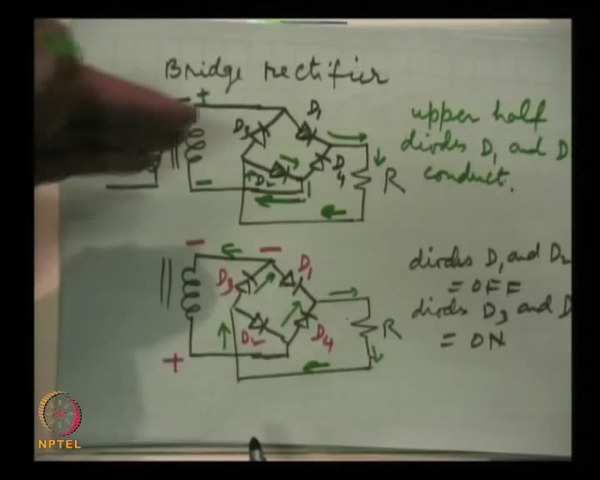 Bridge rectifier
+
D3 D1
D2 D4
R
upper half
diodes D1 and D
conduct.
-
- -
D3 D1
D2 D4
R
+
diodes D1 and D2
= OFF
diodes D3 and D
= ON
NPTEL